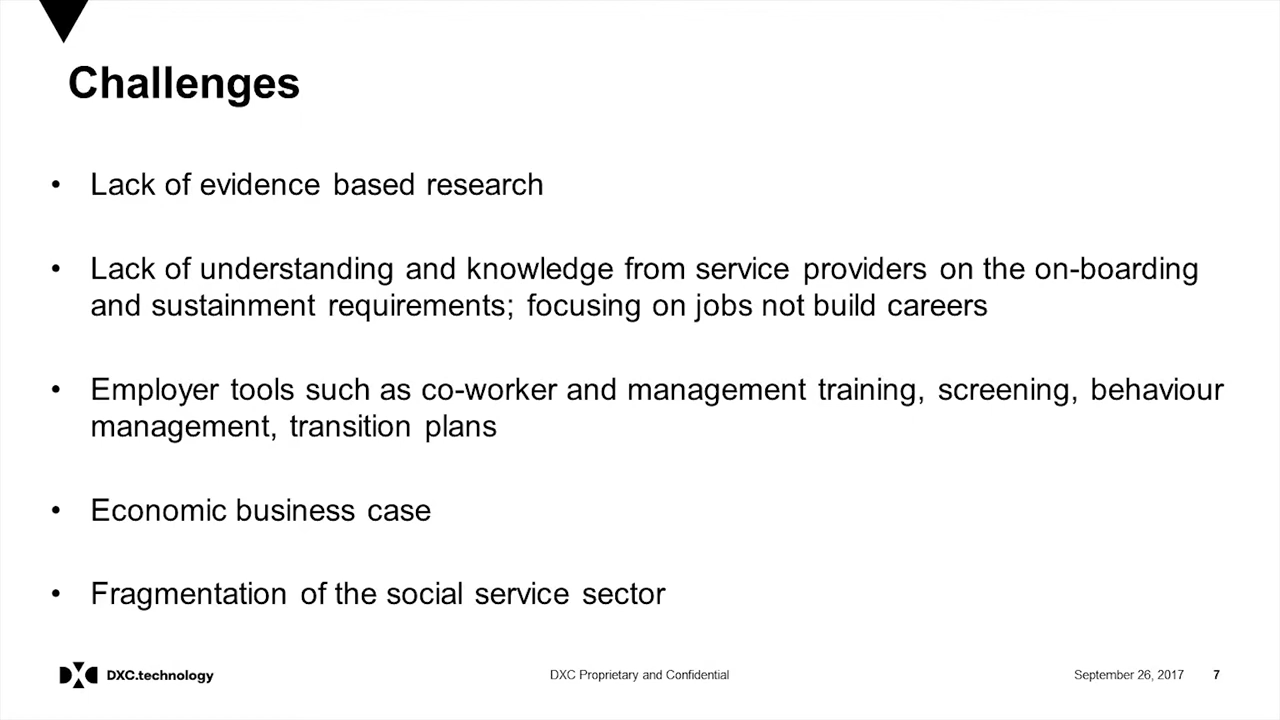 Challenges
• Lack of evidence based research
• Lack of understanding and knowledge from service providers on the on-boarding
and sustainment requirements; focusing on jobs not build careers
• Employer tools such as co-worker and management training, screening, behaviour
management, transition plans
• Economic business case
• Fragmentation of the social service sector
DXC.technology
DXC Proprietary and Confidential
September 26, 2017 7